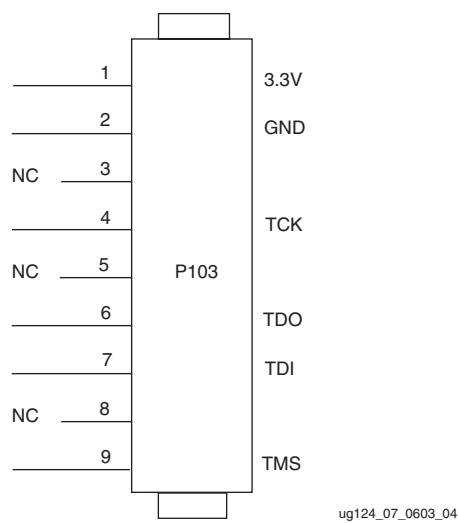 1 3.3V
2 GND
NC 3
4 TCK
NC 5 P103
6 TDO
7 TDI
NC 8
9 TMS
ug124_07_0603_04